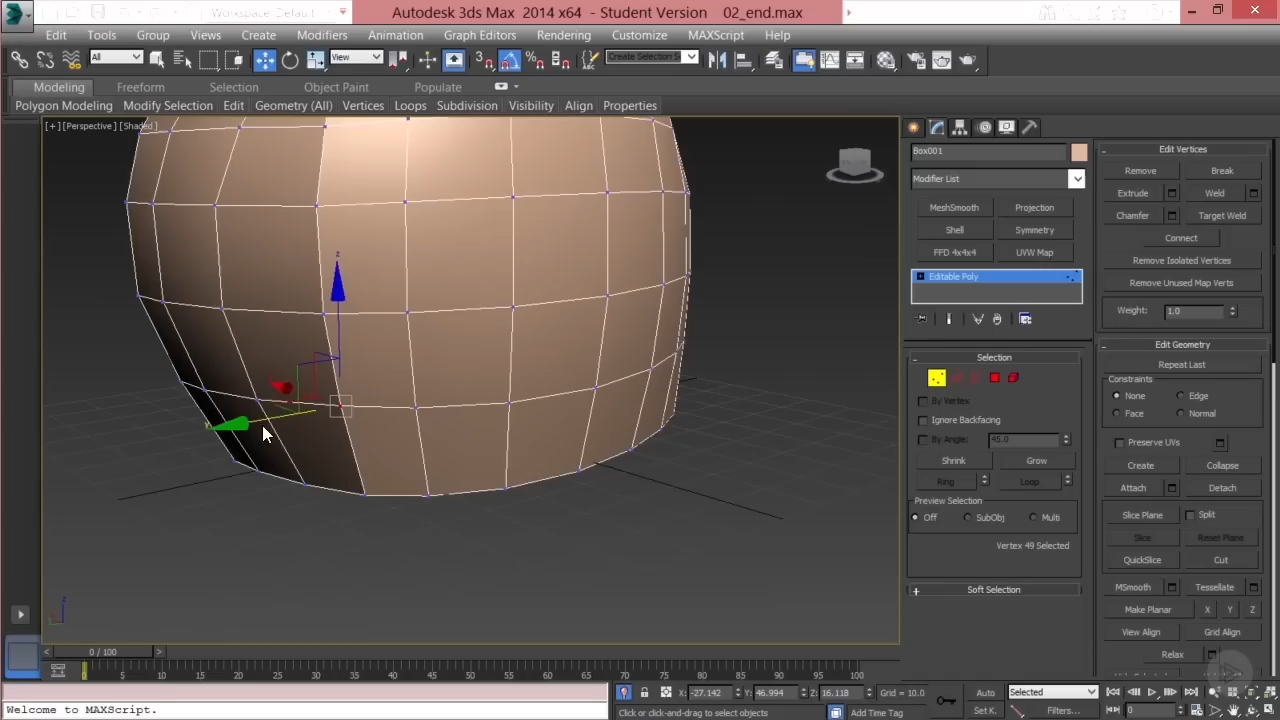 Workspace: Default
Autodesk 3ds Max 2014 x64 - Student Version 02_end.max
Edit Tools Group Views Create Modifiers Animation Graph Editors Rendering Customize MAXScript Help
All View Create Selection Se
Modeling Freeform Selection Object Paint Populate
Polygon Modeling Modify Selection Edit Geometry (All) Vertices Loops Subdivision Visibility Align Properties
[+][Perspective][Shaded]
z
y
Box001
Modifier List
MeshSmooth Projection
Shell Symmetry
FFD 4x4x4 UVW Map
Editable Poly
Selection
By Vertex
Ignore Backfacing
By Angle: 45.0
Shrink Grow
Ring Loop
Preview Selection
Off SubObj Multi
Vertex 49 Selected
Soft Selection
Edit Vertices
Remove Break
Extrude Weld
Chamfer Target Weld
Connect
Remove Isolated Vertices
Remove Unused Map Verts
Weight: 1.0
Edit Geometry
Repeat Last
Constraints
None Edge
Face Normal
Preserve UVs
Create Collapse
Attach Detach
Slice Plane Split
Slice Reset Plane
QuickSlice Cut
MSmooth Tessellate
Make Planar X Y Z
View Align Grid Align
Relax
z
0 / 100
5 10 15 20 25 30 35 40 45 50 55 60 65 70 75 80 85 90 95 100
X: -27.142 Y: 46.994 Z: 16.118 Grid = 10.0
Auto Selected
Set K. Filters... 0
Welcome to MAXScript.
Click or click-and-drag to select objects
Add Time Tag